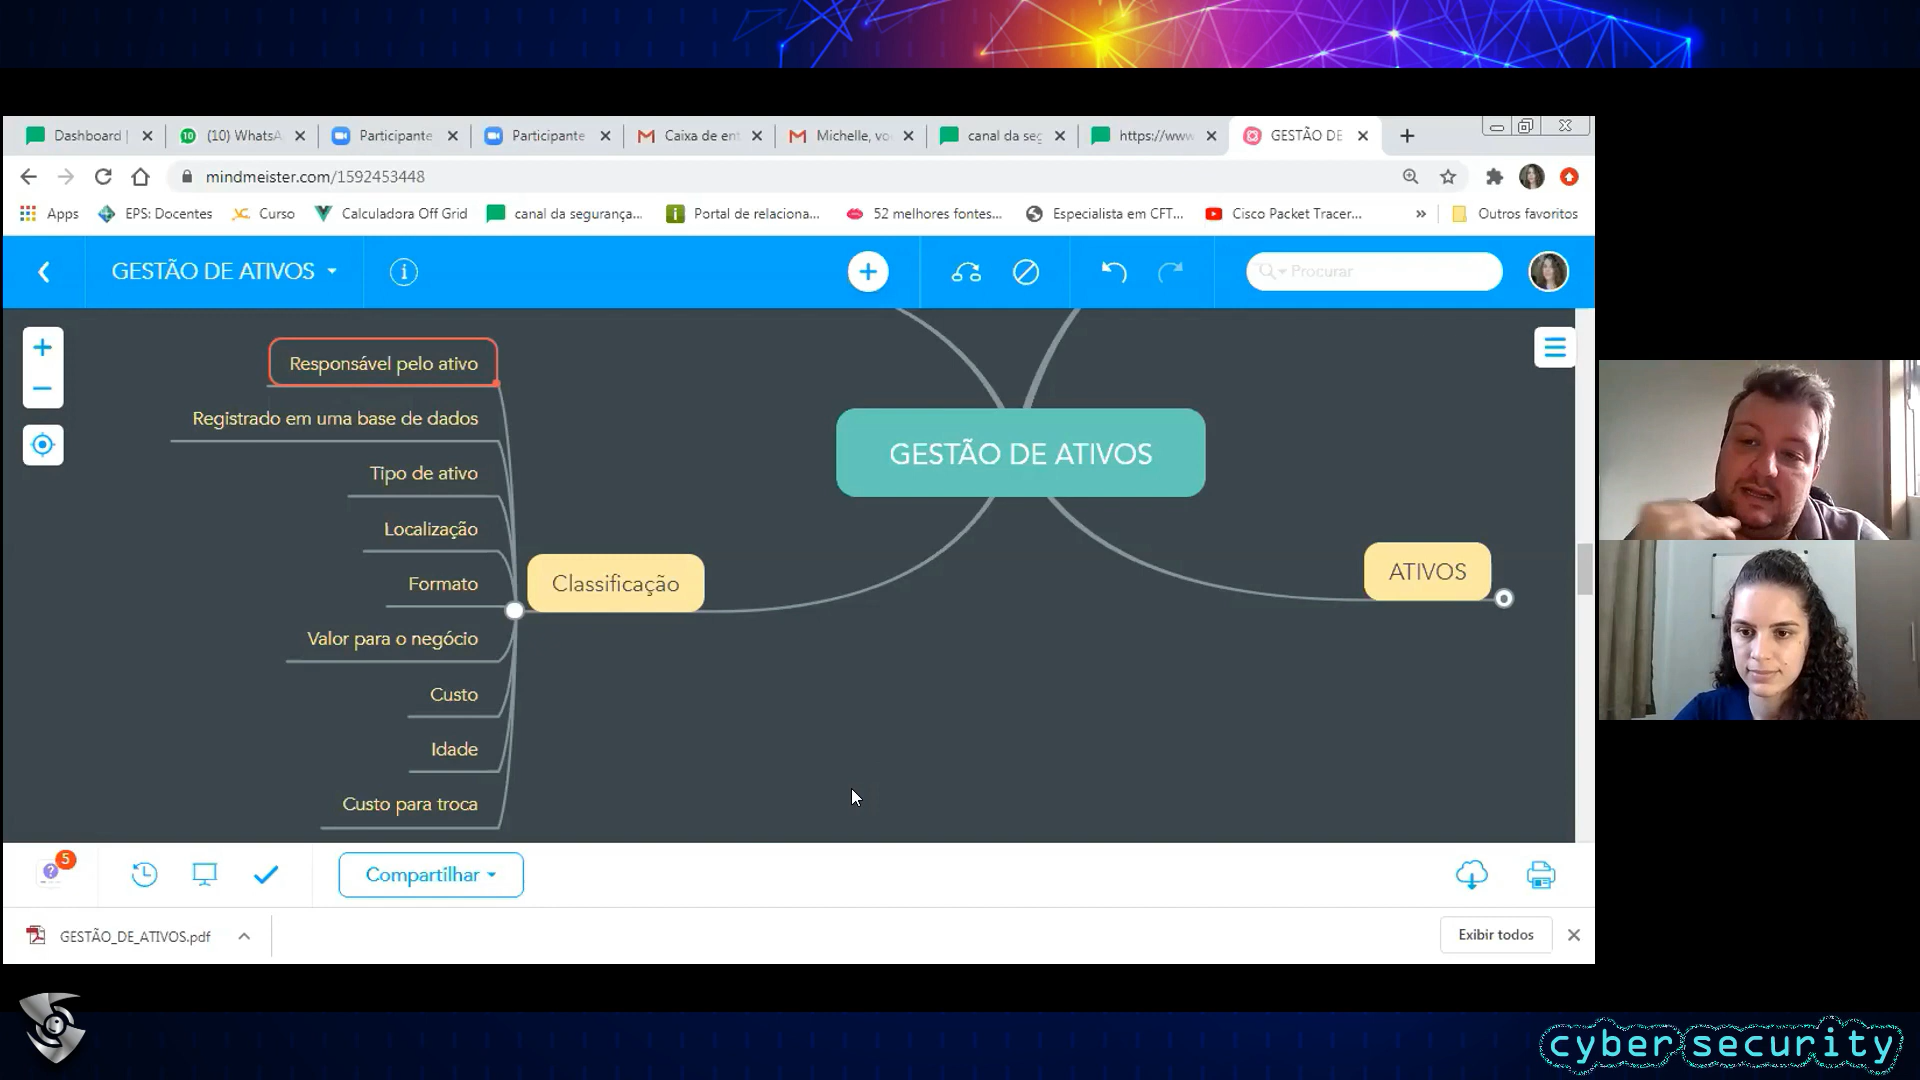 Dashboard |
(10) WhatsA
Participante
Participante
Caixa de en
Michelle, vo
canal da seg
https://www
GESTÃO DE
mindmeister.com/1592453448
Apps
EPS: Docentes
Curso
Calculadora Off Grid
canal da segurança...
Portal de relaciona...
52 melhores fontes...
Especialista em CFT...
Cisco Packet Tracer...
»
Outros favoritos
GESTÃO DE ATIVOS
Procurar
Responsável pelo ativo
Registrado em uma base de dados
Tipo de ativo
Localização
Formato
Valor para o negócio
Custo
Idade
Custo para troca
Classificação
GESTÃO DE ATIVOS
ATIVOS
5
Compartilhar
GESTÃO_DE_ATIVOS.pdf
Exibir todos
cyber security